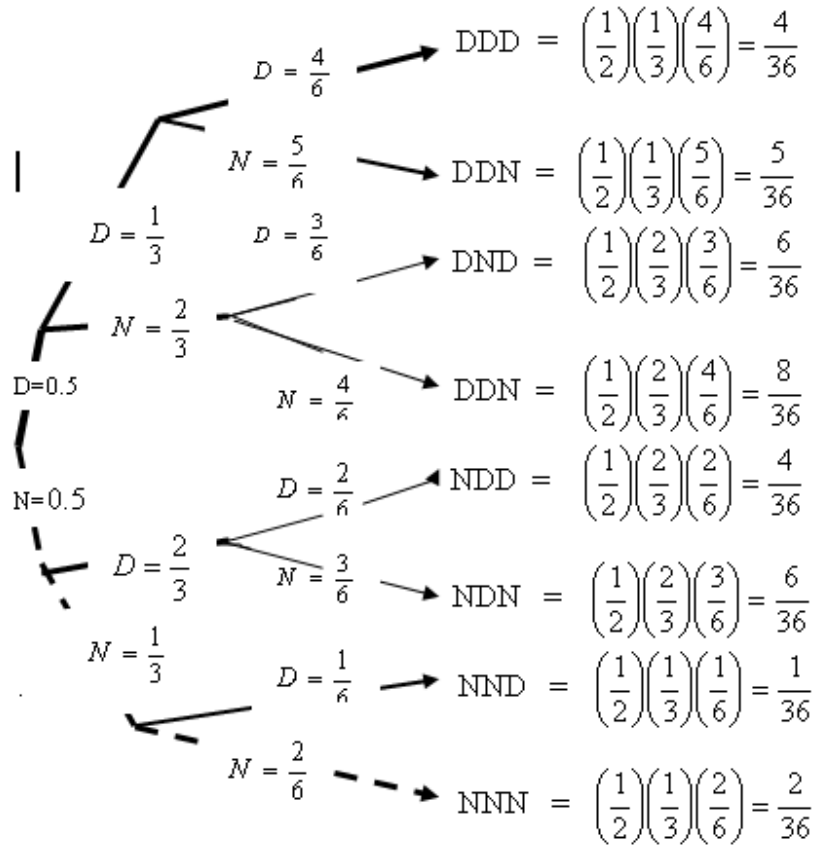 D = 4/6
DDD = (1/2)(1/3)(4/6) = 4/36
N = 5/6
DDN = (1/2)(1/3)(5/6) = 5/36
D = 1/3
D = 3/6
DND = (1/2)(2/3)(3/6) = 6/36
N = 2/3
D=0.5
N = 4/6
DDN = (1/2)(2/3)(4/6) = 8/36
D = 2/6
NDD = (1/2)(2/3)(2/6) = 4/36
N=0.5
D = 2/3
N = 3/6
NDN = (1/2)(2/3)(3/6) = 6/36
N = 1/3
D = 1/6
NND = (1/2)(1/3)(1/6) = 1/36
N = 2/6
NNN = (1/2)(1/3)(2/6) = 2/36